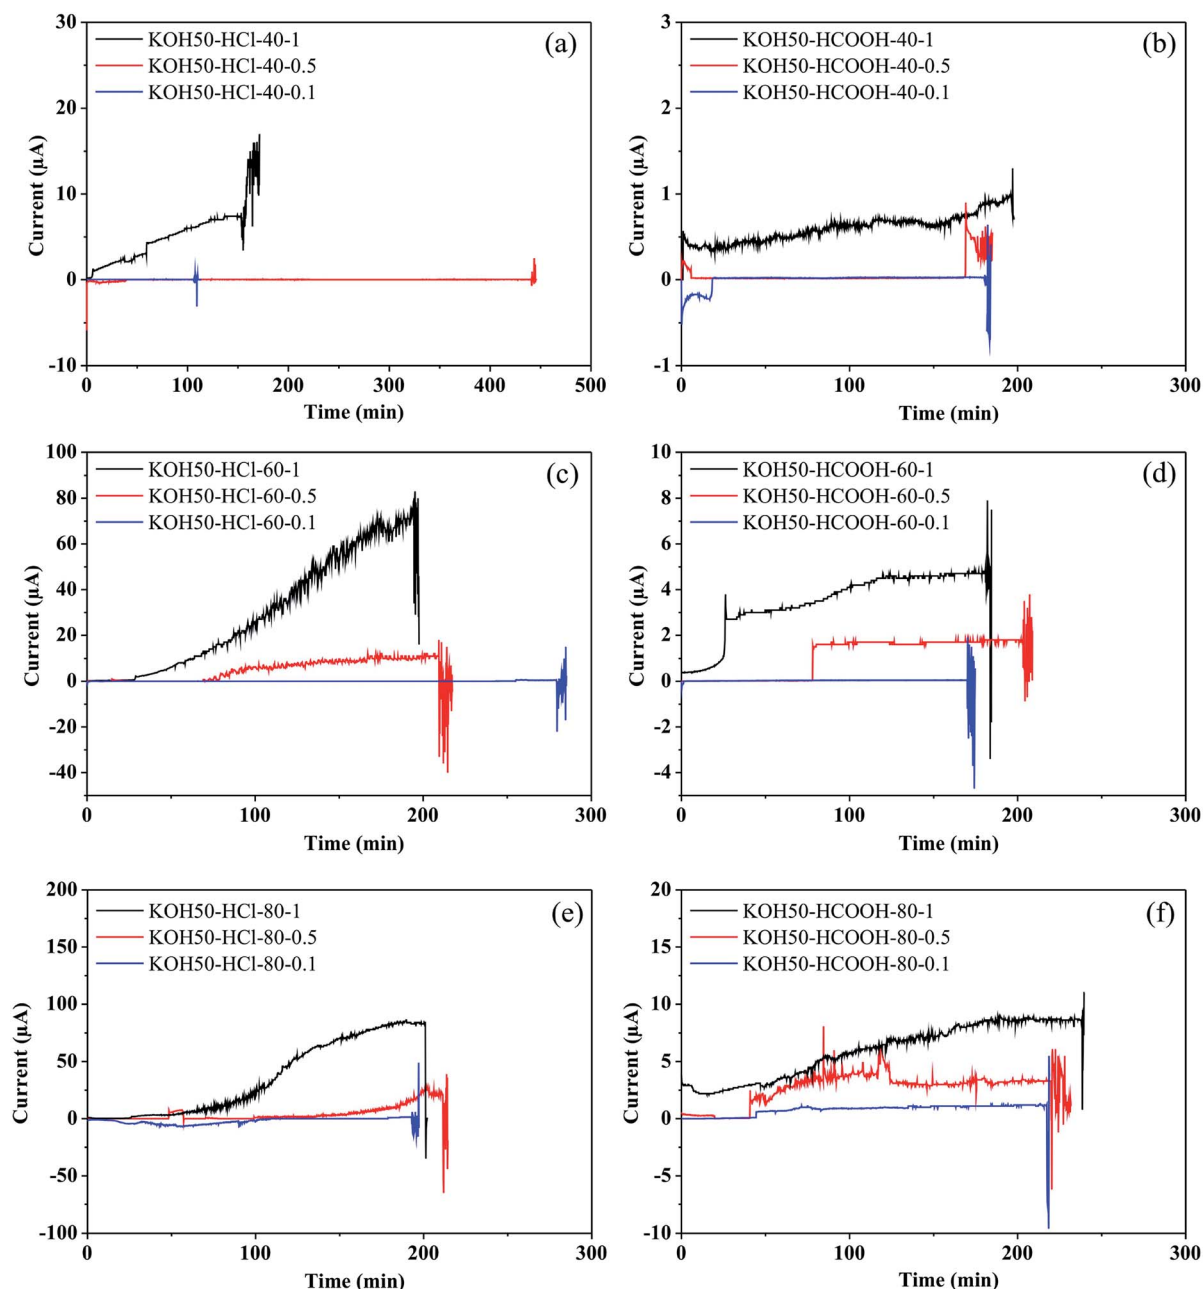 (a)
KOH50-HCl-40-1
KOH50-HCl-40-0.5
KOH50-HCl-40-0.1
30
20
10
0
-10
Current (μA)
0
100
200
300
400
500
Time (min)
(b)
KOH50-HCOOH-40-1
KOH50-HCOOH-40-0.5
KOH50-HCOOH-40-0.1
3
2
1
0
-1
Current (μA)
0
100
200
300
Time (min)
(c)
KOH50-HCl-60-1
KOH50-HCl-60-0.5
KOH50-HCl-60-0.1
100
80
60
40
20
0
-20
-40
Current (μA)
0
100
200
300
Time (min)
(d)
KOH50-HCOOH-60-1
KOH50-HCOOH-60-0.5
KOH50-HCOOH-60-0.1
10
8
6
4
2
0
-2
-4
Current (μA)
0
100
200
300
Time (min)
(e)
KOH50-HCl-80-1
KOH50-HCl-80-0.5
KOH50-HCl-80-0.1
200
150
100
50
0
-50
-100
Current (μA)
0
100
200
300
Time (min)
(f)
KOH50-HCOOH-80-1
KOH50-HCOOH-80-0.5
KOH50-HCOOH-80-0.1
20
15
10
5
0
-5
-10
Current (μA)
0
100
200
300
Time (min)